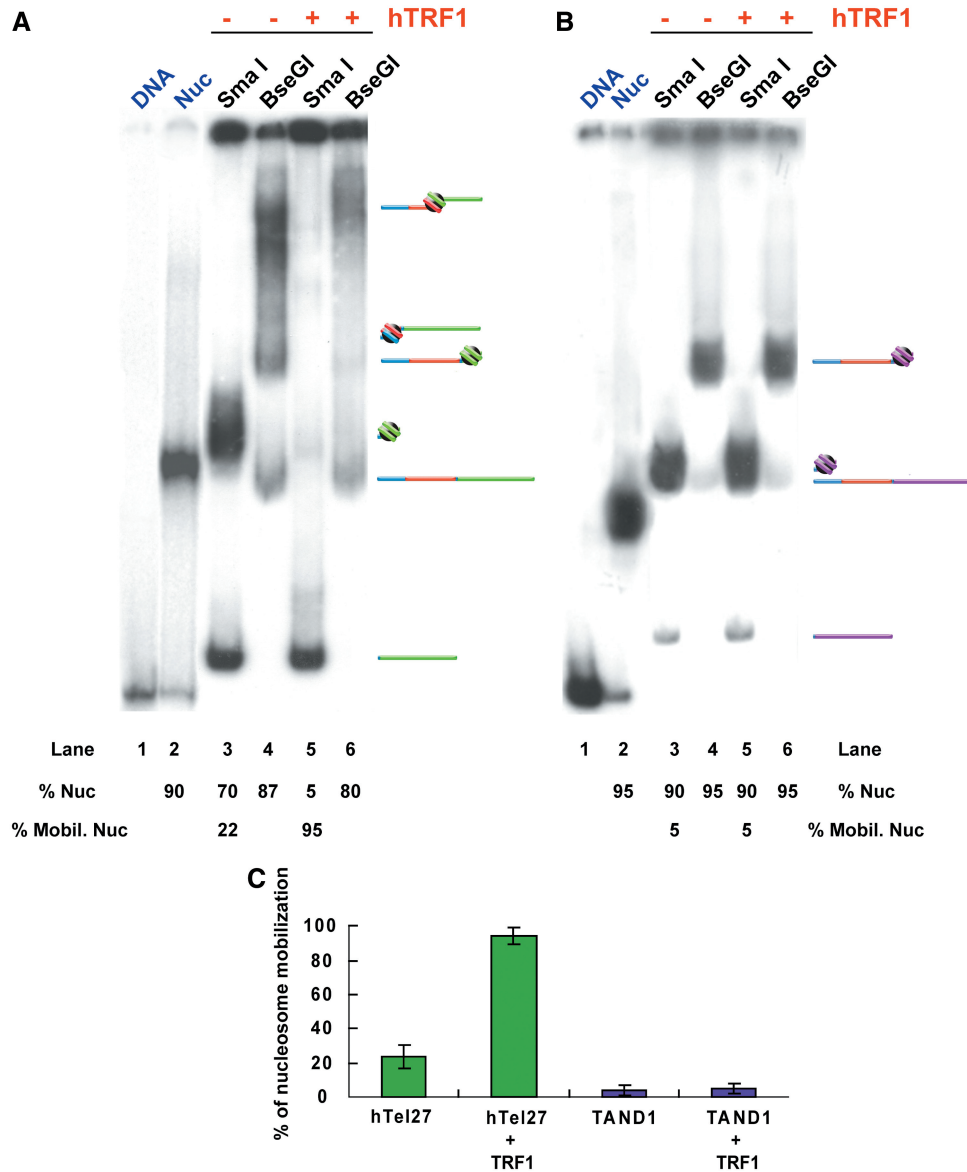 A
- - + + hTRF1
DNA Nuc Sma I BseGI Sma I BseGI
Lane 1 2 3 4 5 6
% Nuc 90 70 87 5 80
% Mobil. Nuc 22 95
B
- - + + hTRF1
DNA Nuc Sma I BseGI Sma I BseGI
1 2 3 4 5 6 Lane
95 90 95 90 95 % Nuc
5 5 % Mobil. Nuc
C
% of nucleosome mobilization
100
80
60
40
20
0
hTel27
hTel27 + TRF1
TAND1
TAND1 + TRF1